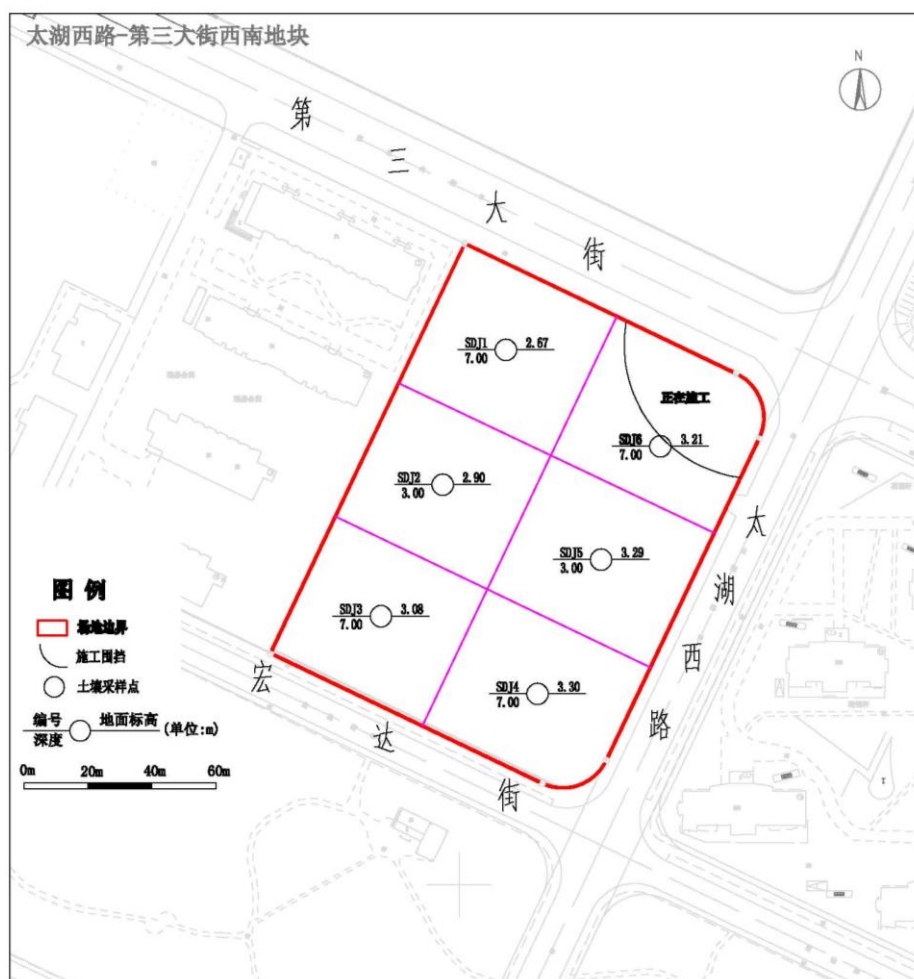 太湖西路-第三大街西南地块
N
第
三
大
街
SDJ1 2.67
7.00
正在施工
SDJ6 3.21
7.00
SDJ2 2.90
3.00
太
湖
西
路
SDJ5 3.29
3.00
SDJ3 3.08
7.00
SDJ4 3.30
7.00
宏
达
街
图 例
场地边界
施工围挡
土壤采样点
编号 地面标高 (单位:m)
深度
0m 20m 40m 60m